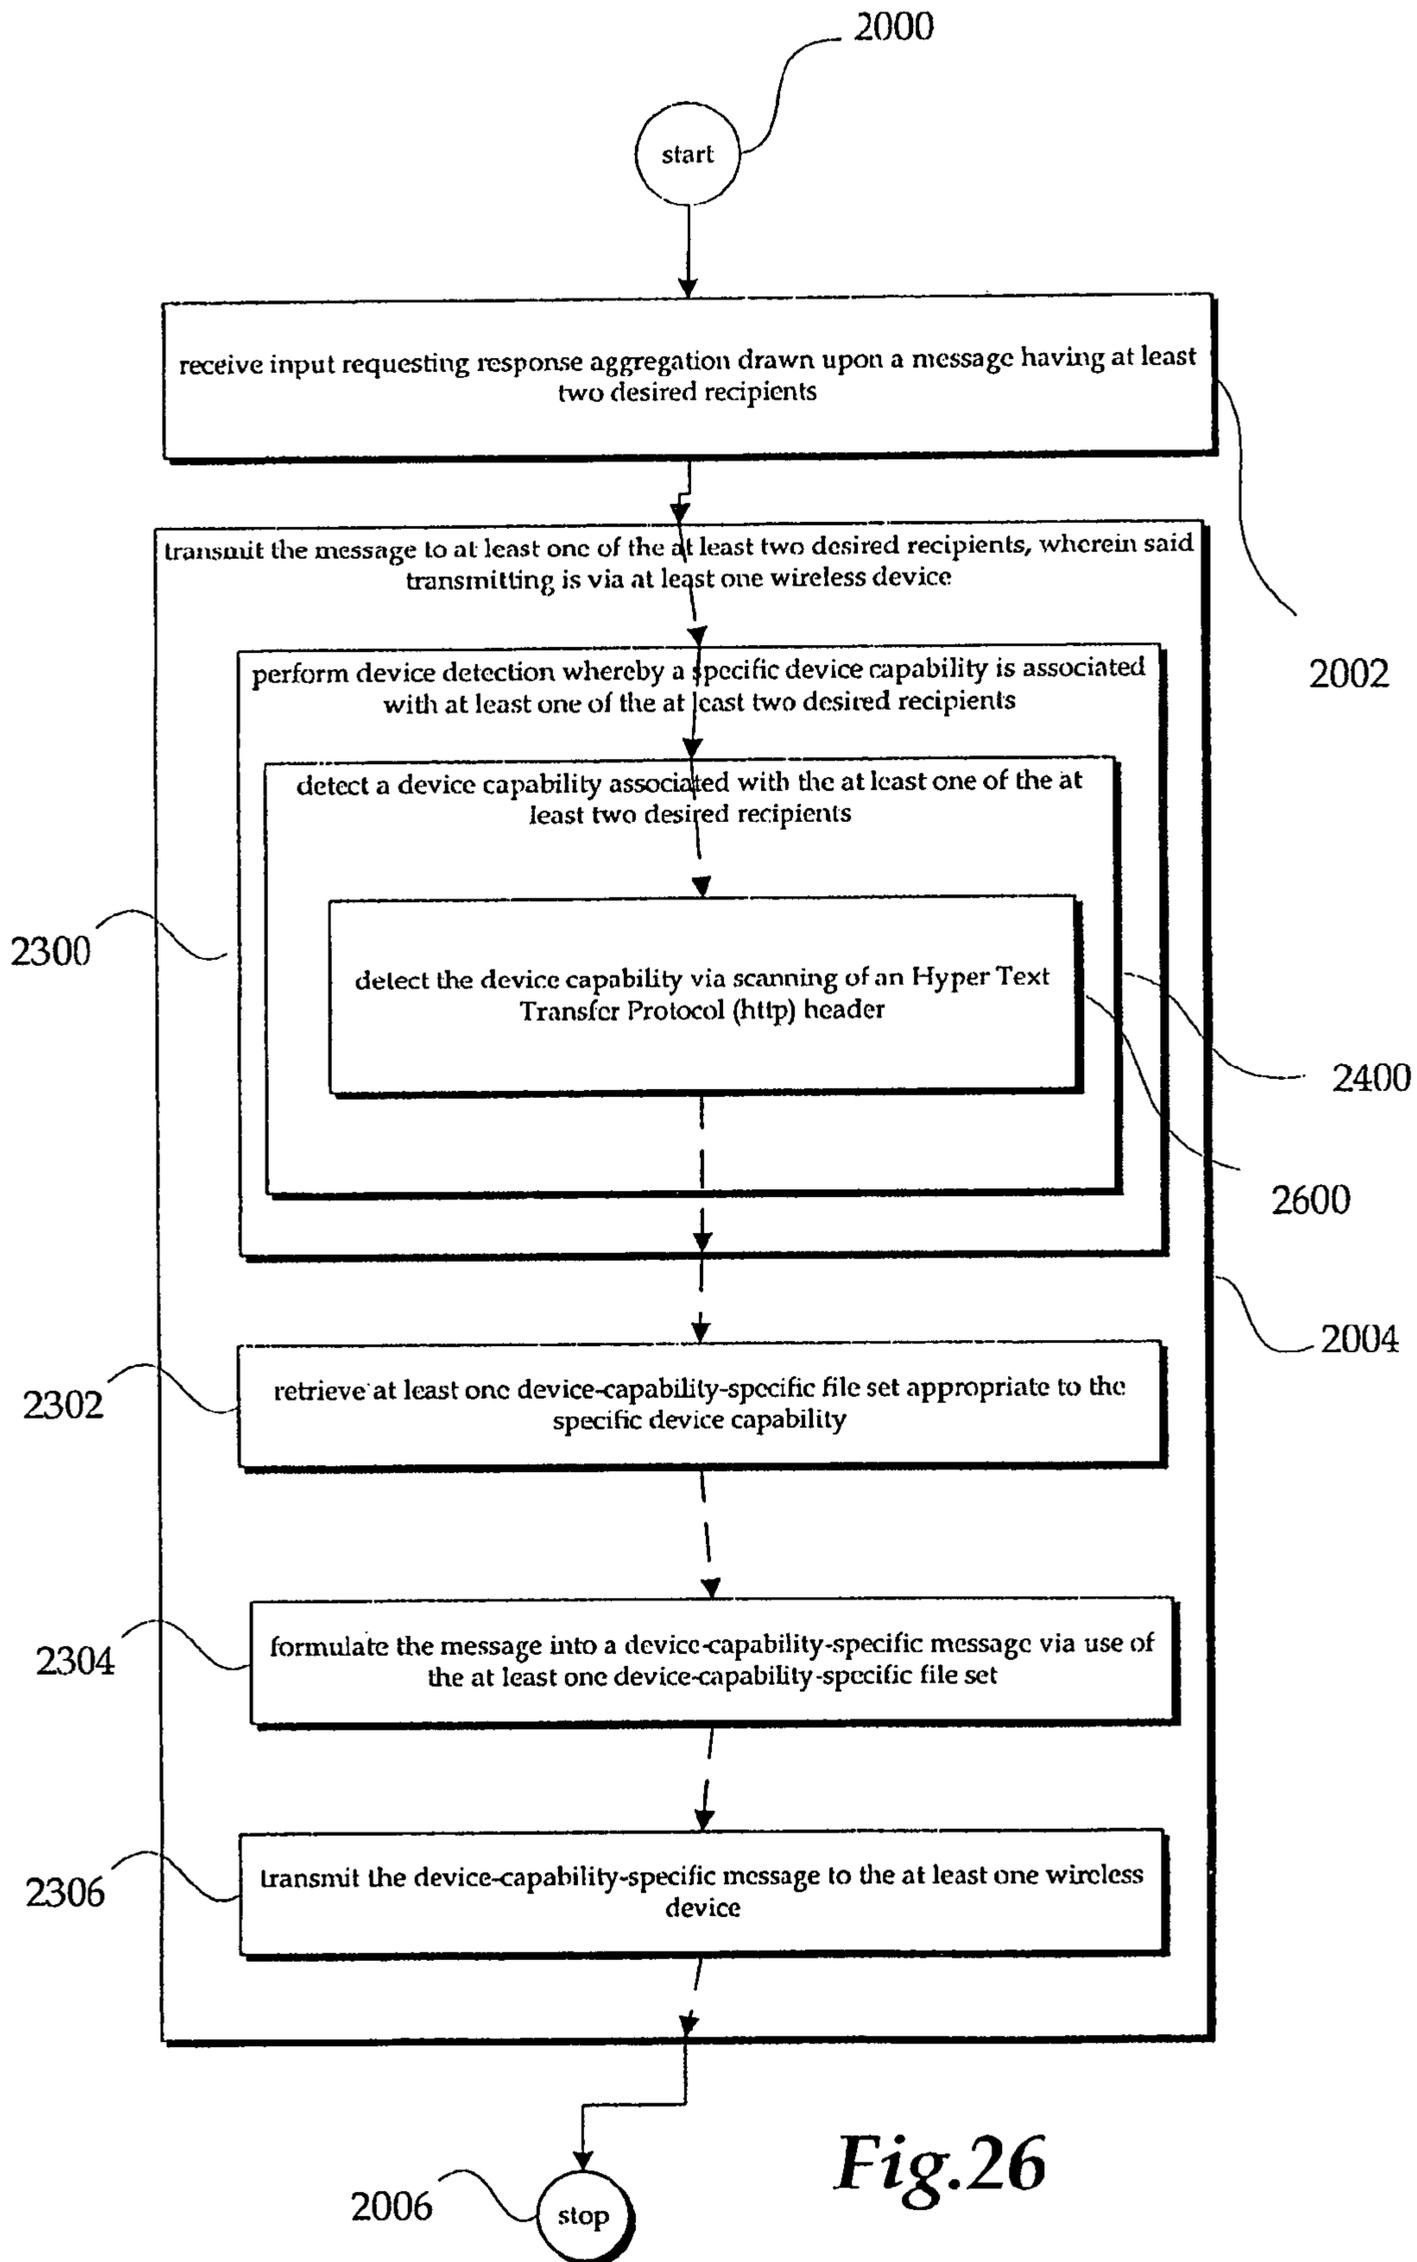 2000
start
receive input requesting response aggregation drawn upon a message having at least
two desired recipients
2002
transmit the message to at least one of the at least two desired recipients, wherein said
transmitting is via at least one wireless device
perform device detection whereby a specific device capability is associated
with at least one of the at least two desired recipients
detect a device capability associated with the at least one of the at
least two desired recipients
2300
detect the device capability via scanning of an Hyper Text
Transfer Protocol (http) header
2400
2600
2004
2302
retrieve at least one device-capability-specific file set appropriate to the
specific device capability
2304
formulate the message into a device-capability-specific message via use of
the at least one device-capability-specific file set
2306
transmit the device-capability-specific message to the at least one wireless
device
Fig.26
2006
stop